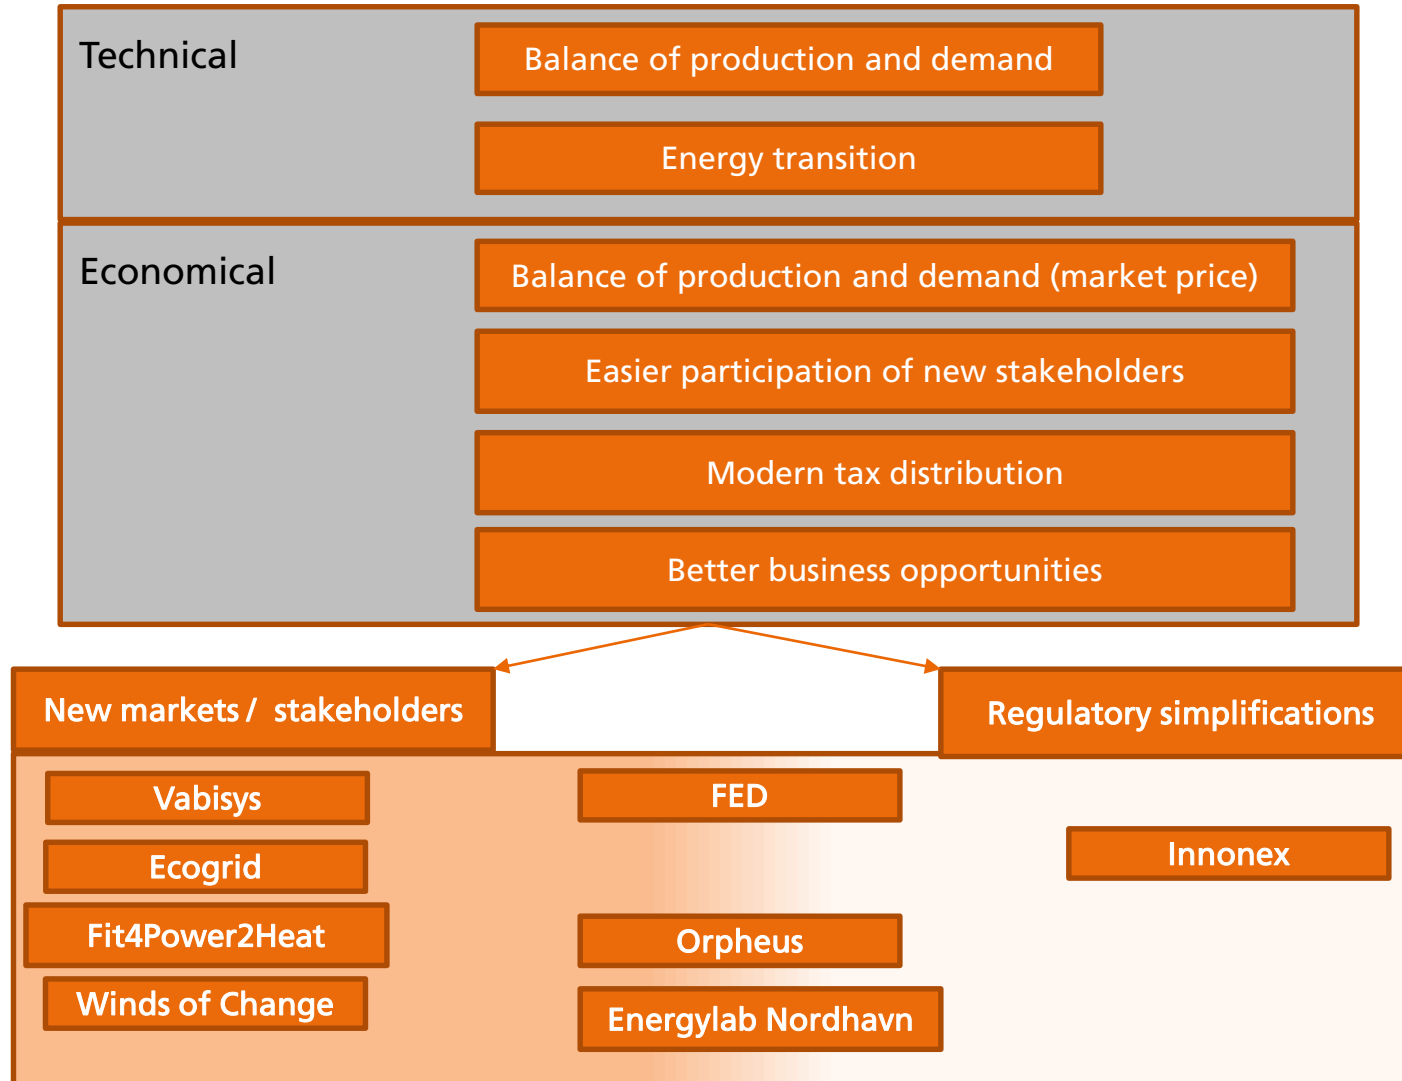 Technical
Balance of production and demand
Energy transition
Economical
Balance of production and demand (market price)
Easier participation of new stakeholders
Modern tax distribution
Better business opportunities
New markets / stakeholders
Regulatory simplifications
Vabisys
FED
Innonex
Ecogrid
Fit4Power2Heat
Orpheus
Winds of Change
Energylab Nordhavn